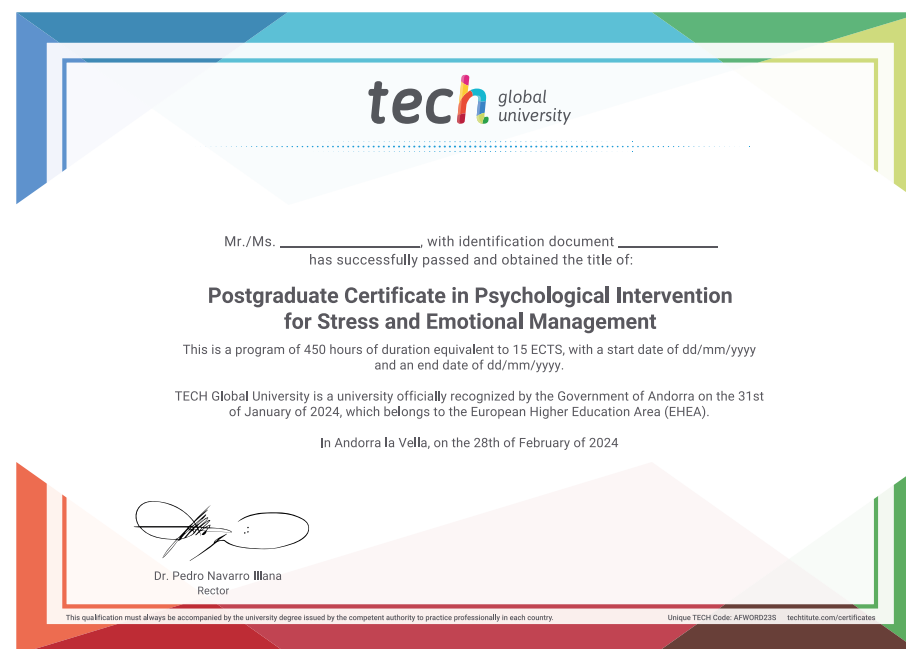 tech global university
Mr./Ms. ____________, with identification document ____________
has successfully passed and obtained the title of:
Postgraduate Certificate in Psychological Intervention
for Stress and Emotional Management
This is a program of 450 hours of duration equivalent to 15 ECTS, with a start date of dd/mm/yyyy
and an end date of dd/mm/yyyy.
TECH Global University is a university officially recognized by the Government of Andorra on the 31st
of January of 2024, which belongs to the European Higher Education Area (EHEA).
In Andorra la Vella, on the 28th of February of 2024
Dr. Pedro Navarro Illana
Rector
This qualification must always be accompanied by the university degree issued by the competent authority to practice professionally in each country.
Unique TECH Code: AFWORD23S techtitute.com/certificates